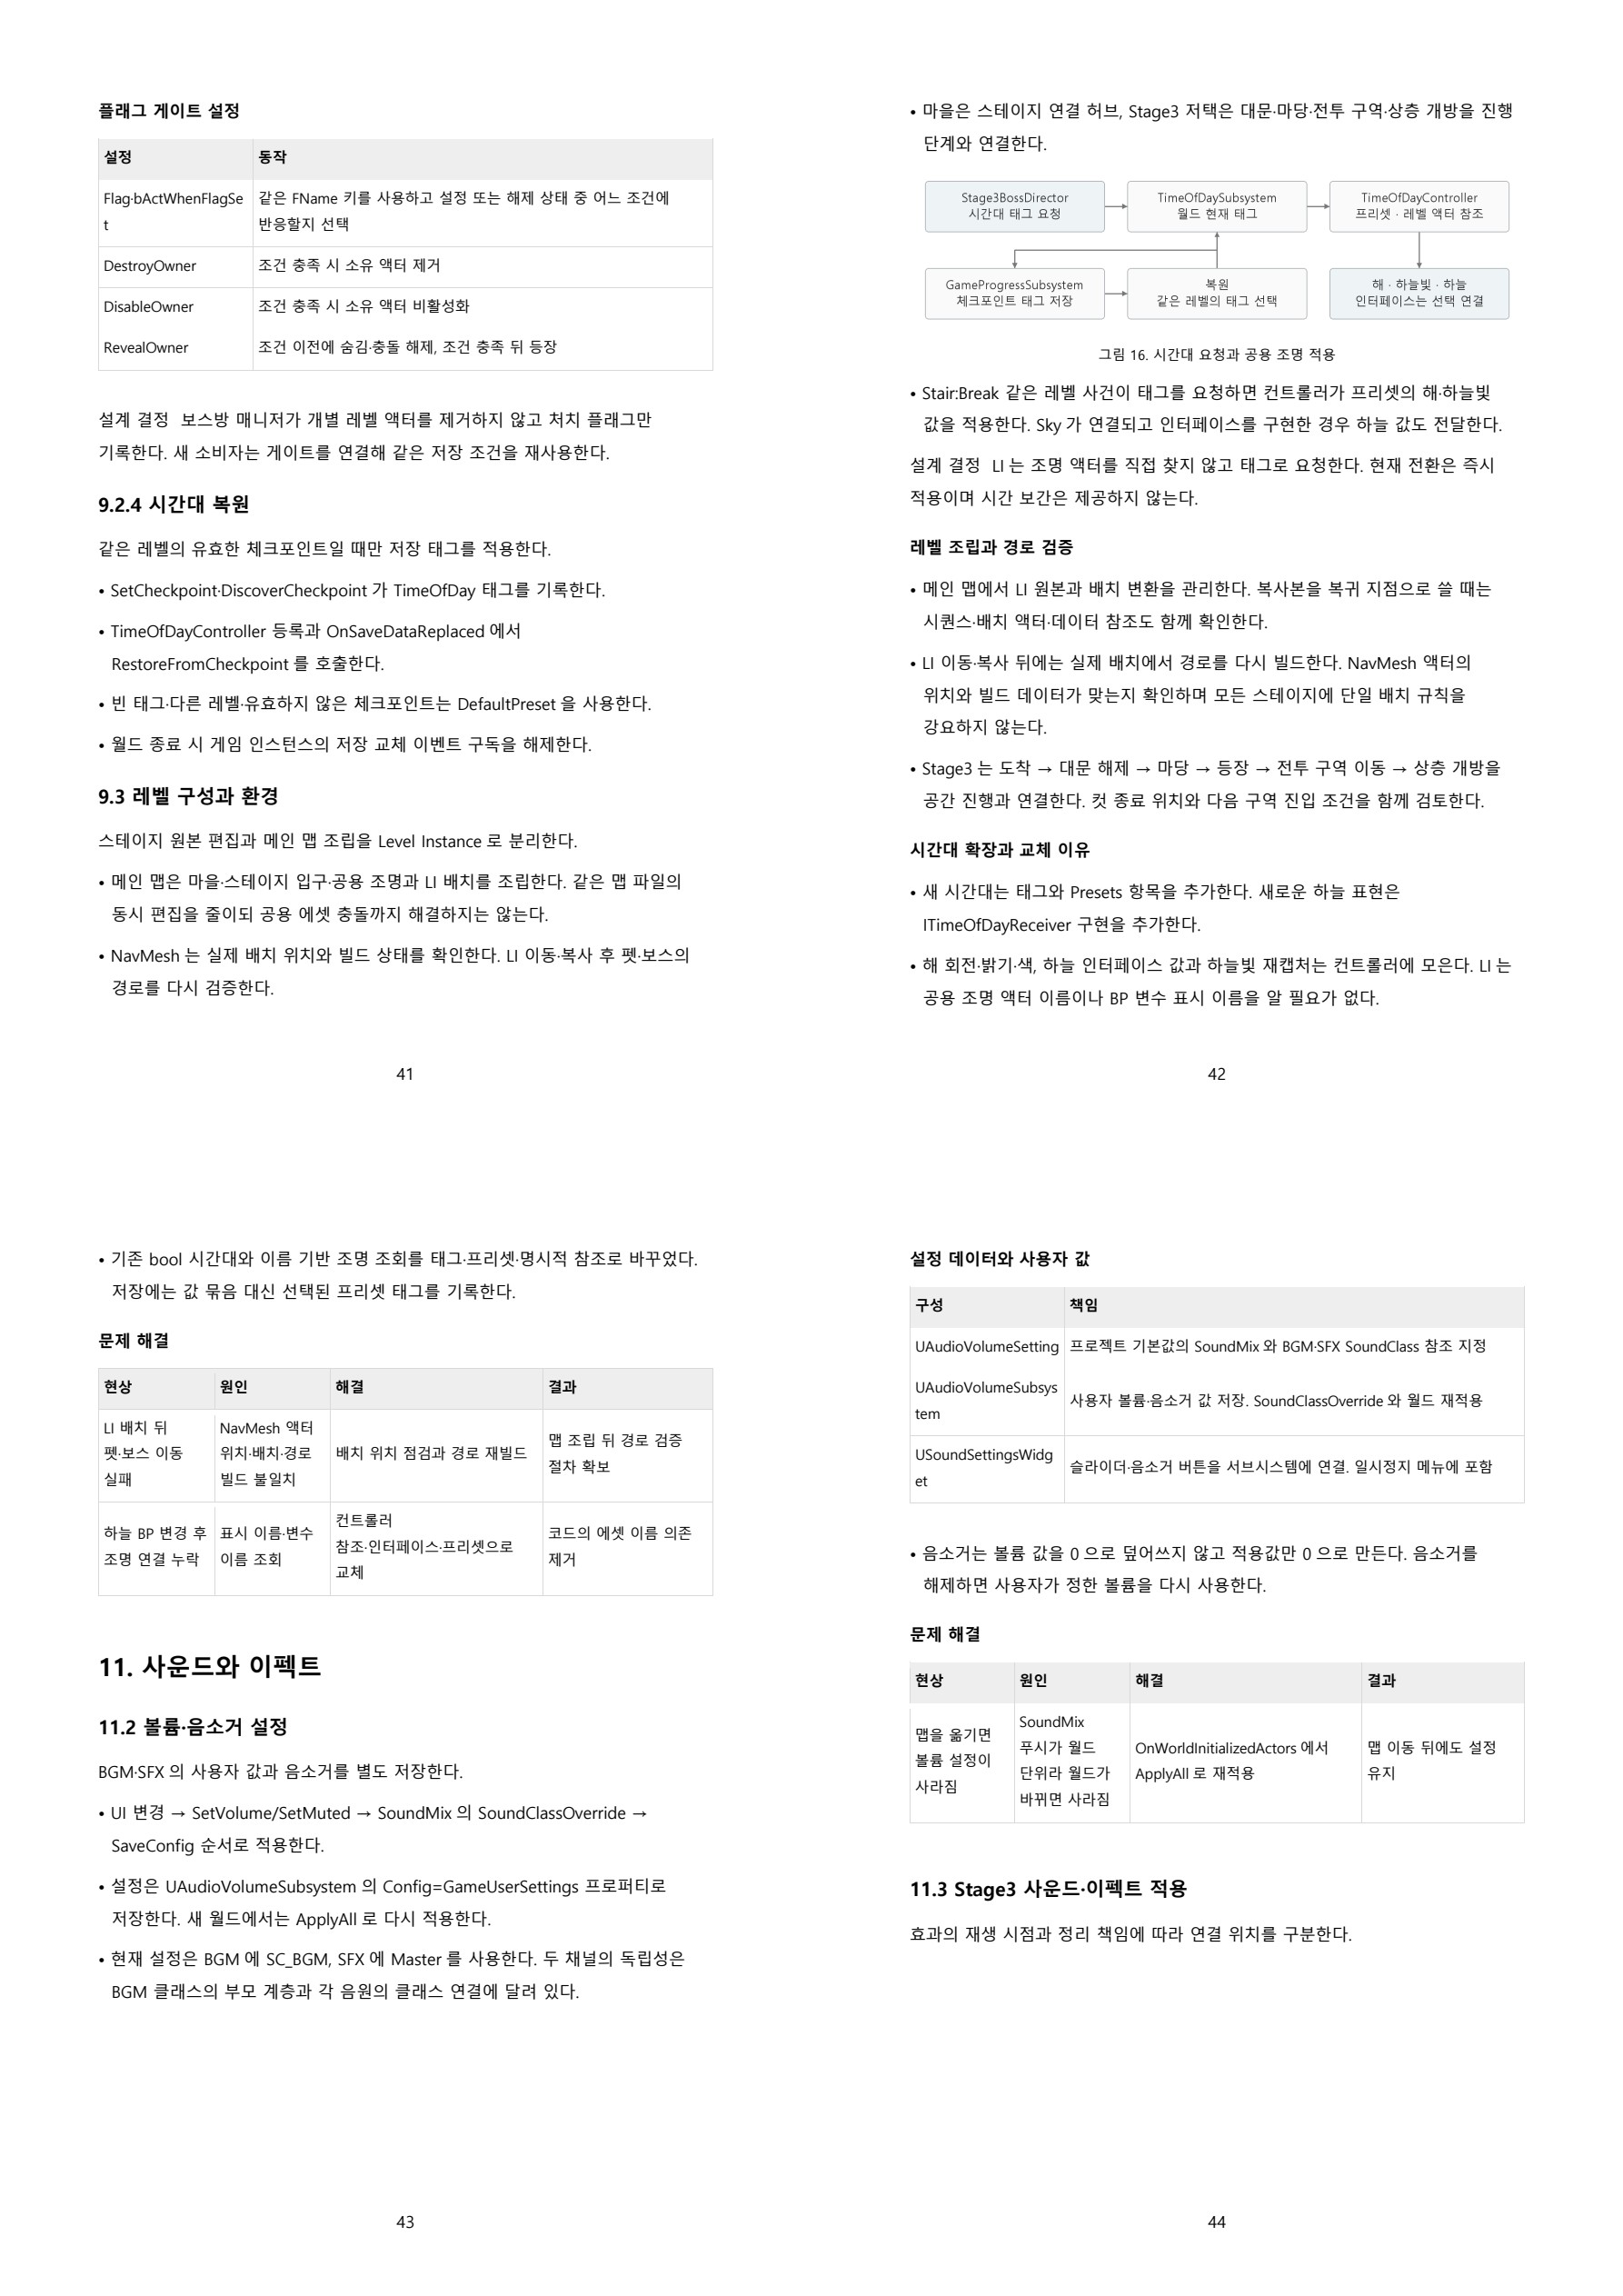 플래그 게이트 설정
설정 동작
Flag·bActWhenFlagSe 같은 FName 키를 사용하고 설정 또는 해제 상태 중 어느 조건에
t 반응할지 선택
DestroyOwner 조건 충족 시 소유 액터 제거
DisableOwner 조건 충족 시 소유 액터 비활성화
RevealOwner 조건 이전에 숨김·충돌 해제, 조건 충족 뒤 등장
설계 결정 보스방 매니저가 개별 레벨 액터를 제거하지 않고 처치 플래그만
기록한다. 새 소비자는 게이트를 연결해 같은 저장 조건을 재사용한다.
9.2.4 시간대 복원
같은 레벨의 유효한 체크포인트일 때만 저장 태그를 적용한다.
• SetCheckpoint·DiscoverCheckpoint 가 TimeOfDay 태그를 기록한다.
• TimeOfDayController 등록과 OnSaveDataReplaced 에서
RestoreFromCheckpoint 를 호출한다.
• 빈 태그·다른 레벨·유효하지 않은 체크포인트는 DefaultPreset 을 사용한다.
• 월드 종료 시 게임 인스턴스의 저장 교체 이벤트 구독을 해제한다.
9.3 레벨 구성과 환경
스테이지 원본 편집과 메인 맵 조립을 Level Instance 로 분리한다.
• 메인 맵은 마을·스테이지 입구·공용 조명과 LI 배치를 조립한다. 같은 맵 파일의
동시 편집을 줄이되 공용 에셋 충돌까지 해결하지는 않는다.
• NavMesh 는 실제 배치 위치와 빌드 상태를 확인한다. LI 이동·복사 후 펫·보스의
경로를 다시 검증한다.
41
• 마을은 스테이지 연결 허브, Stage3 저택은 대문·마당·전투 구역·상층 개방을 진행
단계와 연결한다.
Stage3BossDirector
시간대 태그 요청
TimeOfDaySubsystem
월드 현재 태그
TimeOfDayController
프리셋 · 레벨 액터 참조
GameProgressSubsystem
체크포인트 태그 저장
복원
같은 레벨의 태그 선택
해 · 하늘빛 · 하늘
인터페이스는 선택 연결
그림 16. 시간대 요청과 공용 조명 적용
• Stair:Break 같은 레벨 사건이 태그를 요청하면 컨트롤러가 프리셋의 해·하늘빛
값을 적용한다. Sky 가 연결되고 인터페이스를 구현한 경우 하늘 값도 전달한다.
설계 결정 LI 는 조명 액터를 직접 찾지 않고 태그로 요청한다. 현재 전환은 즉시
적용이며 시간 보간은 제공하지 않는다.
레벨 조립과 경로 검증
• 메인 맵에서 LI 원본과 배치 변환을 관리한다. 복사본을 복귀 지점으로 쓸 때는
시퀀스·배치 액터·데이터 참조도 함께 확인한다.
• LI 이동·복사 뒤에는 실제 배치에서 경로를 다시 빌드한다. NavMesh 액터의
위치와 빌드 데이터가 맞는지 확인하며 모든 스테이지에 단일 배치 규칙을
강요하지 않는다.
• Stage3 는 도착 → 대문 해제 → 마당 → 등장 → 전투 구역 이동 → 상층 개방을
공간 진행과 연결한다. 컷 종료 위치와 다음 구역 진입 조건을 함께 검토한다.
시간대 확장과 교체 이유
• 새 시간대는 태그와 Presets 항목을 추가한다. 새로운 하늘 표현은
ITimeOfDayReceiver 구현을 추가한다.
• 해 회전·밝기·색, 하늘 인터페이스 값과 하늘빛 재캡처는 컨트롤러에 모은다. LI 는
공용 조명 액터 이름이나 BP 변수 표시 이름을 알 필요가 없다.
42
• 기존 bool 시간대와 이름 기반 조명 조회를 태그·프리셋·명시적 참조로 바꾸었다.
저장에는 값 묶음 대신 선택된 프리셋 태그를 기록한다.
문제 해결
현상 원인 해결 결과
LI 배치 뒤
펫·보스 이동
실패
NavMesh 액터
위치·배치·경로
빌드 불일치
배치 위치 점검과 경로 재빌드
맵 조립 뒤 경로 검증
절차 확보
하늘 BP 변경 후
조명 연결 누락
표시 이름·변수
이름 조회
컨트롤러
참조·인터페이스·프리셋으로
교체
코드의 에셋 이름 의존
제거
11. 사운드와 이펙트
11.2 볼륨·음소거 설정
BGM·SFX 의 사용자 값과 음소거를 별도 저장한다.
• UI 변경 → SetVolume/SetMuted → SoundMix 의 SoundClassOverride →
SaveConfig 순서로 적용한다.
• 설정은 UAudioVolumeSubsystem 의 Config=GameUserSettings 프로퍼티로
저장한다. 새 월드에서는 ApplyAll 로 다시 적용한다.
• 현재 설정은 BGM 에 SC_BGM, SFX 에 Master 를 사용한다. 두 채널의 독립성은
BGM 클래스의 부모 계층과 각 음원의 클래스 연결에 달려 있다.
43
설정 데이터와 사용자 값
구성 책임
UAudioVolumeSetting 프로젝트 기본값의 SoundMix 와 BGM·SFX SoundClass 참조 지정
UAudioVolumeSubsys
tem
사용자 볼륨·음소거 값 저장. SoundClassOverride 와 월드 재적용
USoundSettingsWidg
et
슬라이더·음소거 버튼을 서브시스템에 연결. 일시정지 메뉴에 포함
• 음소거는 볼륨 값을 0 으로 덮어쓰지 않고 적용값만 0 으로 만든다. 음소거를
해제하면 사용자가 정한 볼륨을 다시 사용한다.
문제 해결
현상 원인 해결 결과
맵을 옮기면
볼륨 설정이
사라짐
SoundMix
푸시가 월드
단위라 월드가
바뀌면 사라짐
OnWorldInitializedActors 에서
ApplyAll 로 재적용
맵 이동 뒤에도 설정
유지
11.3 Stage3 사운드·이펙트 적용
효과의 재생 시점과 정리 책임에 따라 연결 위치를 구분한다.
44